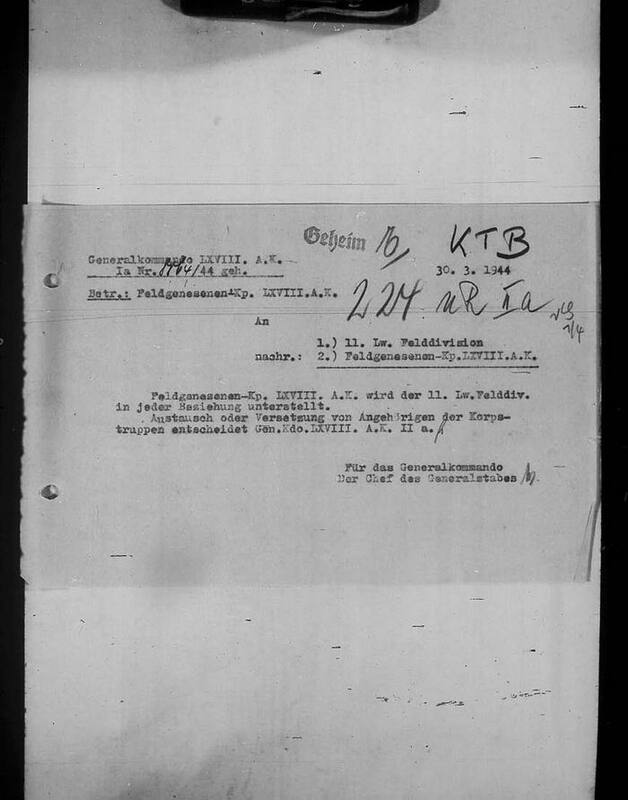 Geheim
KTB
Generalkommando LXVIII. A.K.
Ia Nr. /44 geh.
30. 3. 1944
Betr.: Feldgenesenen-Kp. LXVIII.A.K.
224 IIa
An
1.) 11. Lw. Felddivision
nachr.: 2.) Feldgenesenen-Kp.LXVIII.A.K.
Feldgenesenen-Kp. LXVIII. A.K. wird der 11. Lw.Felddiv.
in jeder Beziehung unterstellt.
Austausch oder Versetzung von Angehörigen der Korps-
truppen entscheidet Gen.Kdo.LXVIII. A.K. II a.
Für das Generalkommando
Der Chef des Generalstabes